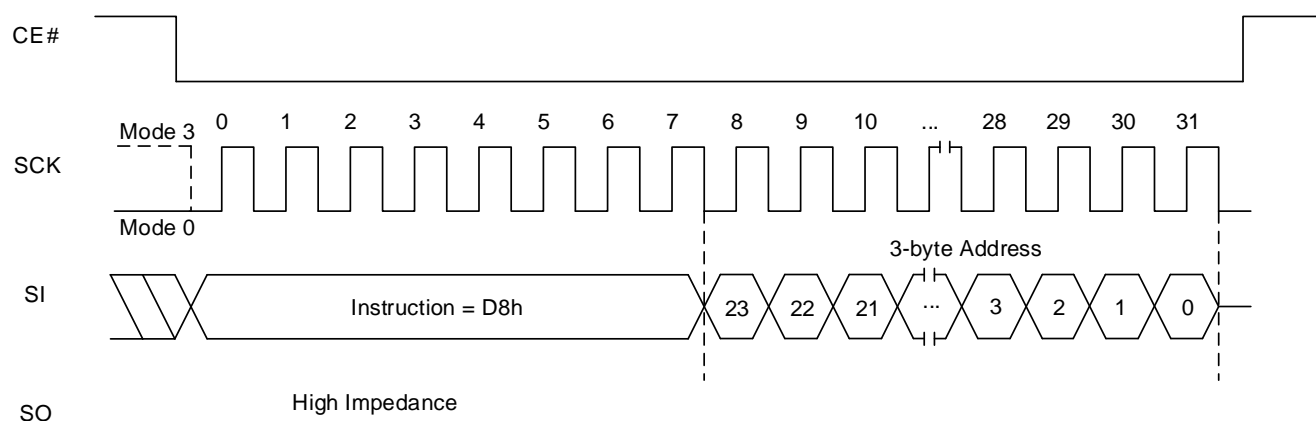 CE#
Mode 3
0 1 2 3 4 5 6 7 8 9 10 ... 28 29 30 31
SCK
Mode 0
3-byte Address
SI
Instruction = D8h
23 22 21 ... 3 2 1 0
High Impedance
SO